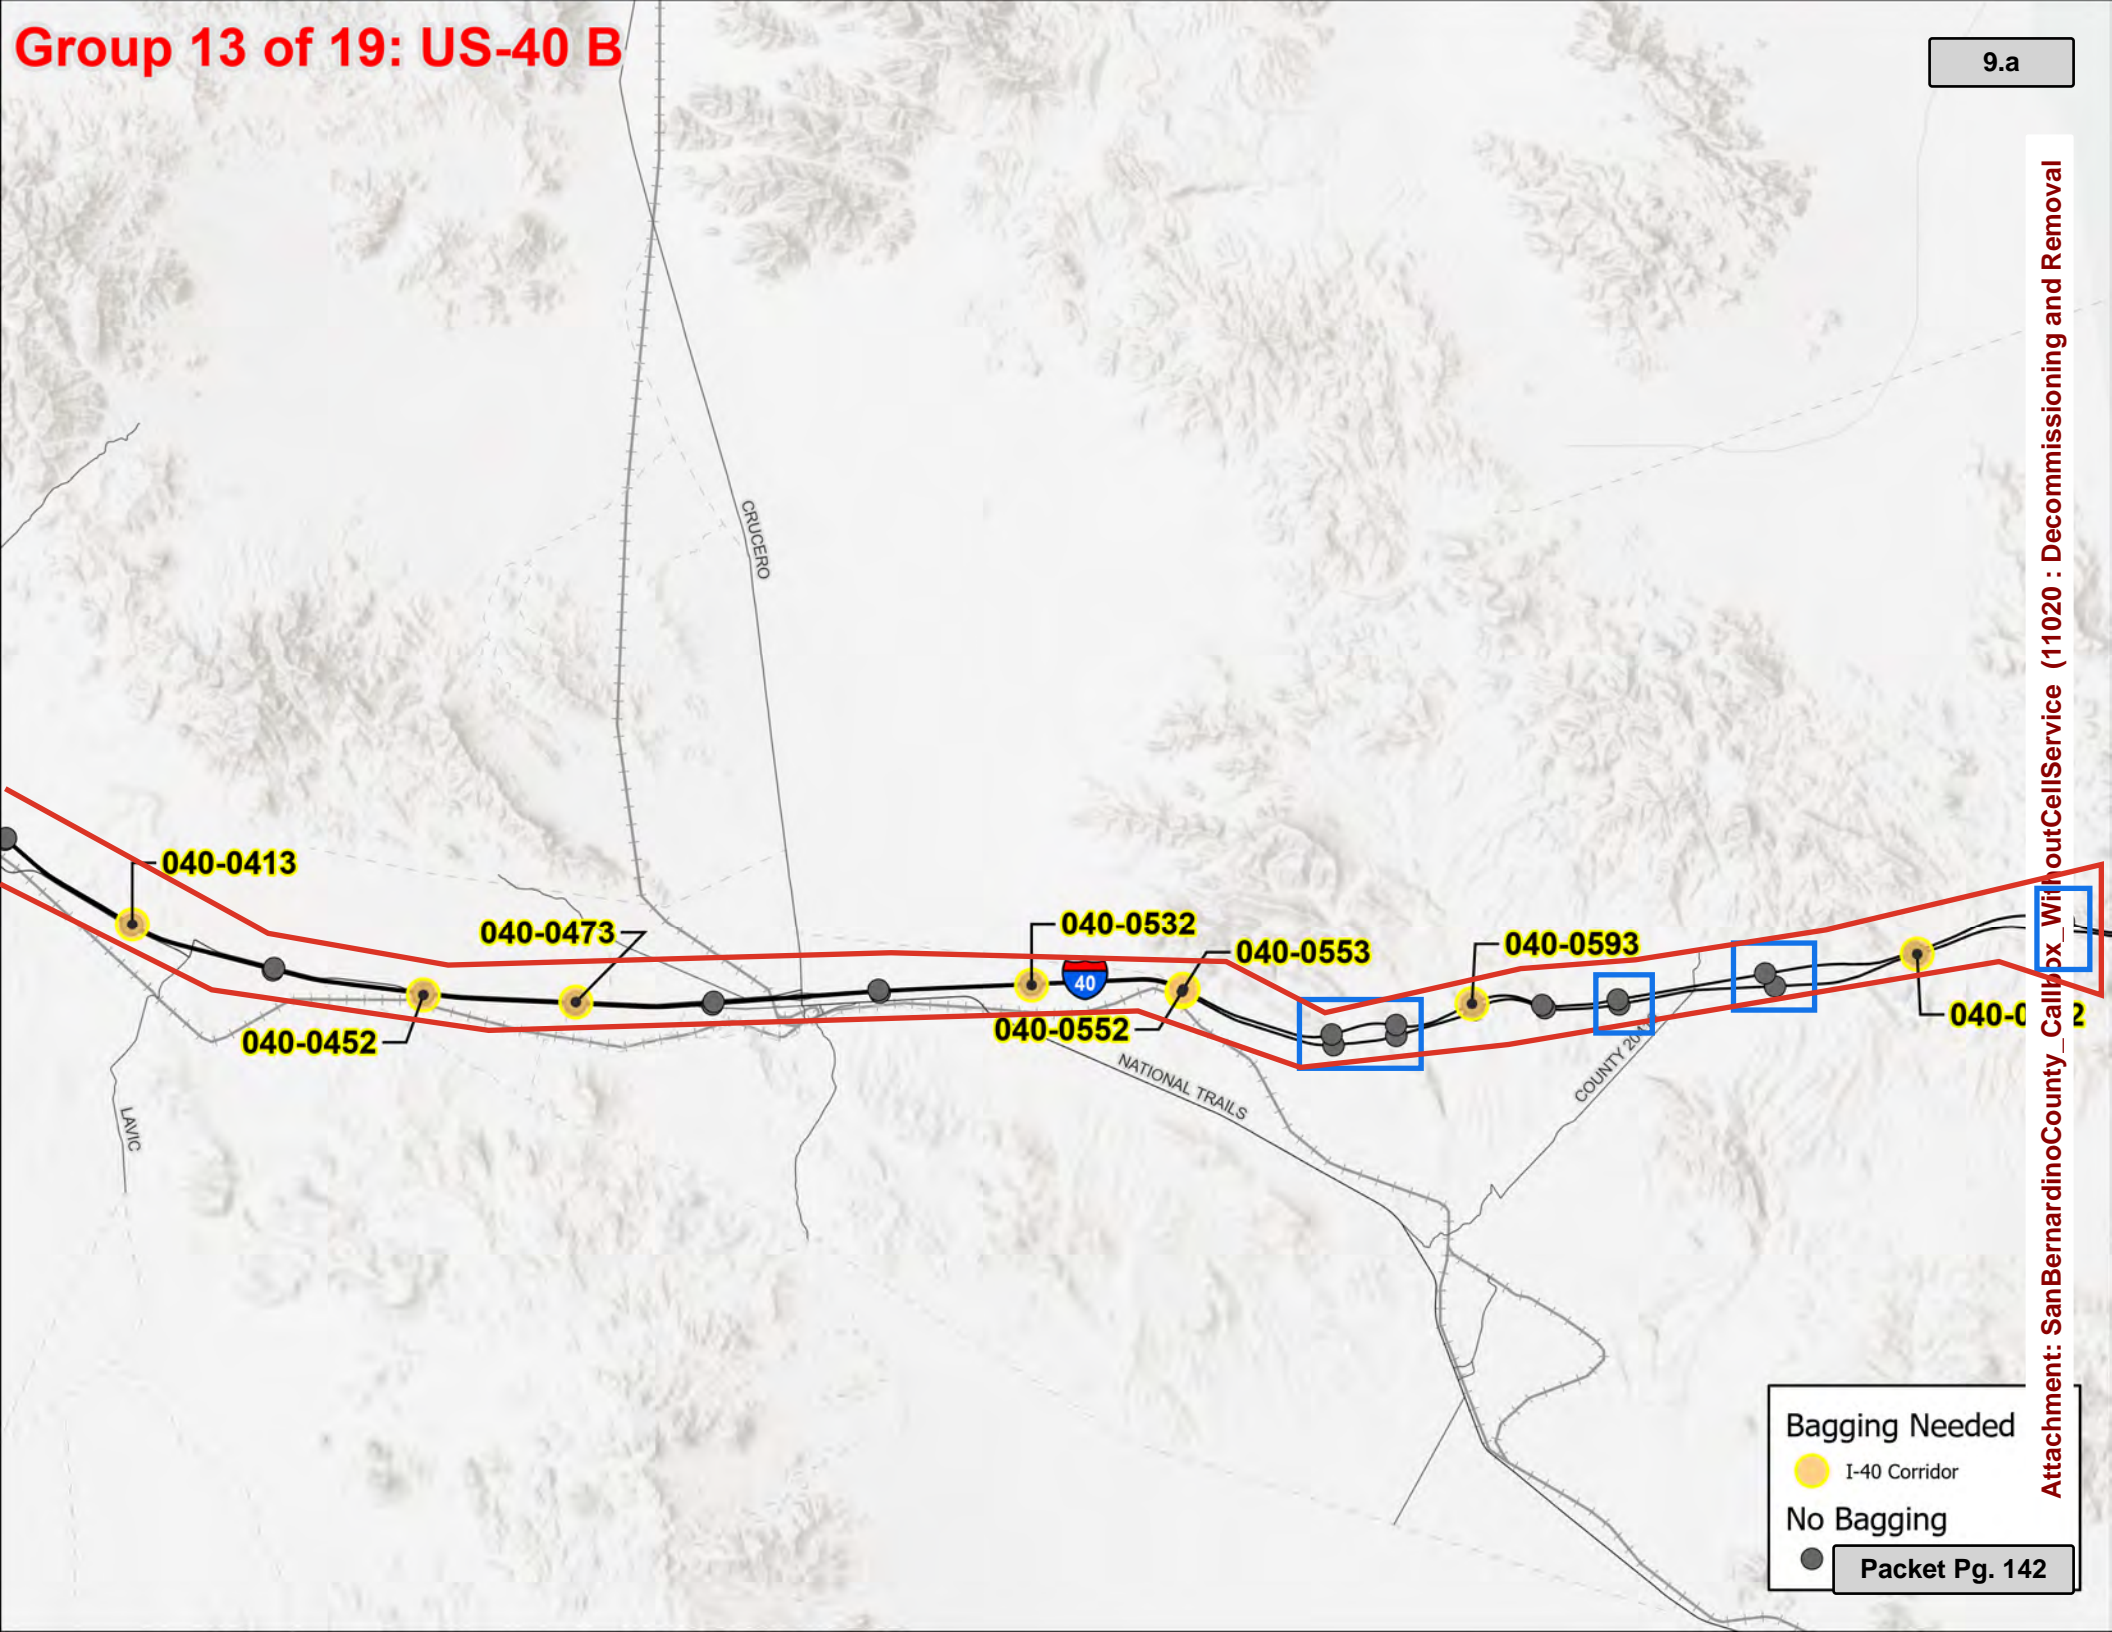 Group 13 of 19: US-40 B
9.a
Attachment: SanBernardinoCounty_Callbox_WithoutCellService (11020 : Decommissioning and Removal
CRUCERO
040-0413
040-0473
040-0532
040-0553
040-0593
40
040-0452
040-0552
NATIONAL TRAILS
COUNTY
LAVIC
Bagging Needed
I-40 Corridor
No Bagging
Packet Pg. 142